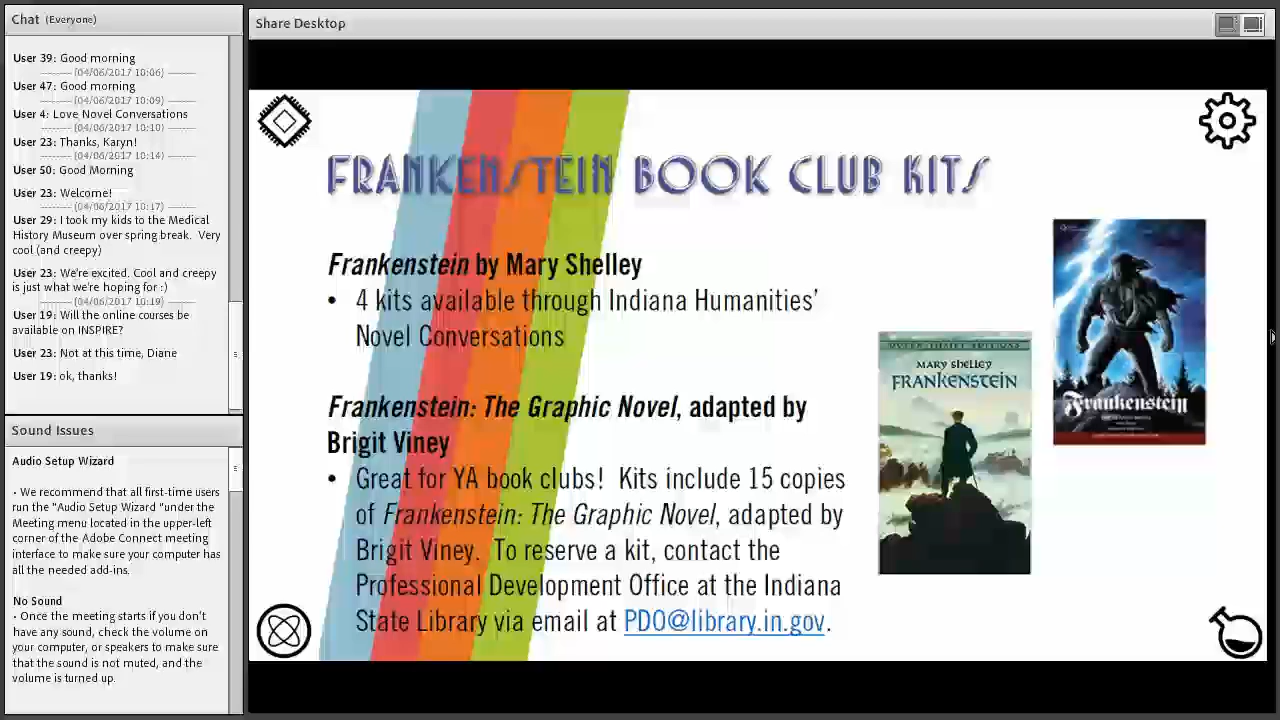 Chat (Everyone)
User 39: Good morning
(04/06/2017 10:06)
User 47: Good morning
(04/06/2017 10:09)
User 4: Love Novel Conversations
(04/06/2017 10:10)
User 23: Thanks, Karyn!
(04/06/2017 10:14)
User 50: Good Morning
User 23: Welcome!
(04/06/2017 10:17)
User 29: I took my kids to the Medical
History Museum over spring break. Very
cool (and creepy)
User 23: We're excited. Cool and creepy
is just what we're hoping for :)
(04/06/2017 10:19)
User 19: Will the online courses be
available on INSPIRE?
User 23: Not at this time, Diane
User 19: ok, thanks!
Sound Issues
Audio Setup Wizard
• We recommend that all first-time users
run the "Audio Setup Wizard "under the
Meeting menu located in the upper-left
corner of the Adobe Connect meeting
interface to make sure your computer has
all the needed add-ins.
No Sound
• Once the meeting starts if you don't
have any sound, check the volume on
your computer, or speakers to make sure
that the sound is not muted, and the
volume is turned up.
Share Desktop
FRANKENSTEIN BOOK CLUB KITS
Frankenstein by Mary Shelley
• 4 kits available through Indiana Humanities'
Novel Conversations
Frankenstein: The Graphic Novel, adapted by
Brigit Viney
• Great for YA book clubs! Kits include 15 copies
of Frankenstein: The Graphic Novel, adapted by
Brigit Viney. To reserve a kit, contact the
Professional Development Office at the Indiana
State Library via email at PDO@library.in.gov.
DOVER THRIFT EDITIONS
MARY SHELLEY
FRANKENSTEIN
Frankenstein